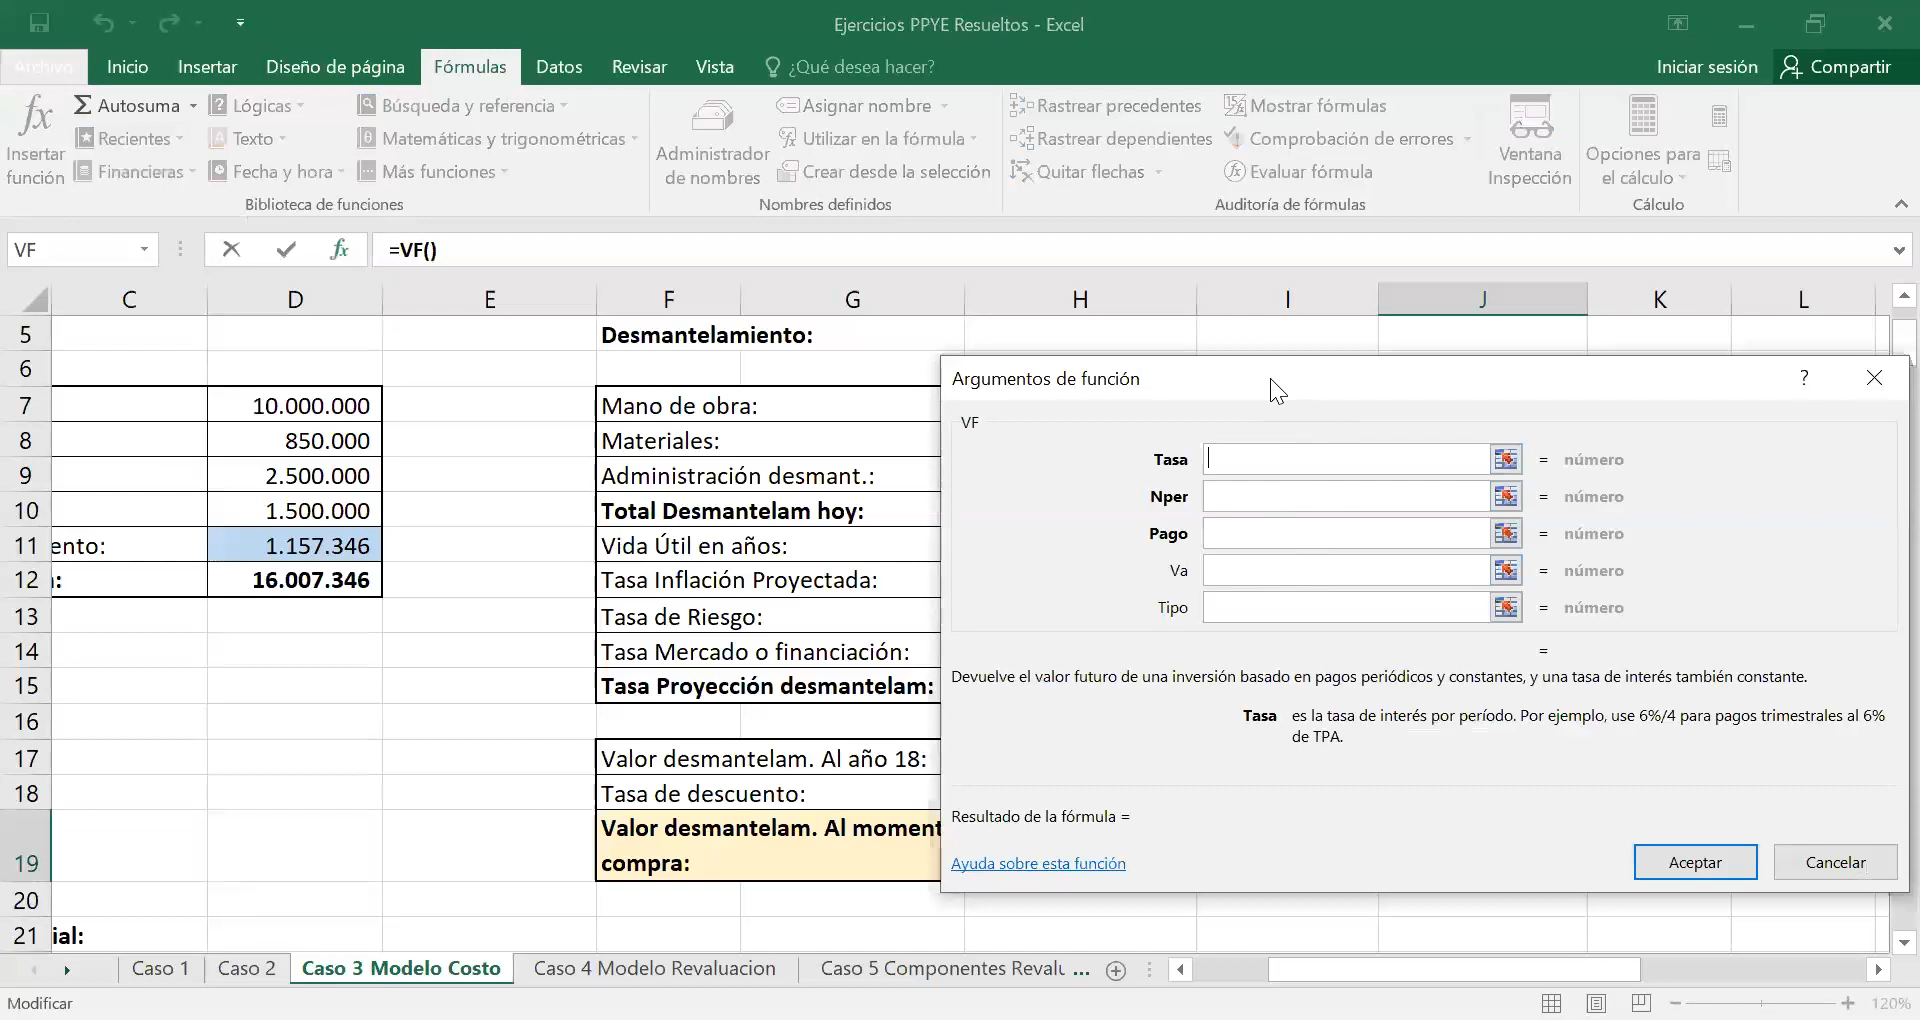 Ejercicios PPYE Resueltos - Excel
Archivo Inicio Insertar Diseño de página Fórmulas Datos Revisar Vista ¿Qué desea hacer? Iniciar sesión Compartir
fx Σ Autosuma Lógicas Búsqueda y referencia Asignar nombre Rastrear precedentes Mostrar fórmulas
Recientes Texto Matemáticas y trigonométricas Utilizar en la fórmula Rastrear dependientes Comprobación de errores
Insertar función Administrador de nombres Ventana Inspección Opciones para el cálculo
Financieras Fecha y hora Más funciones Crear desde la selección Quitar flechas Evaluar fórmula
Biblioteca de funciones Nombres definidos Auditoría de fórmulas Cálculo
VF fx =VF()
C D E F G H I J K L
5 Desmantelamiento:
6
7 10.000.000 Mano de obra:
8 850.000 Materiales:
9 2.500.000 Administración desmant.:
10 1.500.000 Total Desmantelam hoy:
11 ento: 1.157.346 Vida Útil en años:
12 : 16.007.346 Tasa Inflación Proyectada:
13 Tasa de Riesgo:
14 Tasa Mercado o financiación:
15 Tasa Proyección desmantelam:
16
17 Valor desmantelam. Al año 18:
18 Tasa de descuento:
Valor desmantelam. Al moment
19 compra:
20
21 ial:
Argumentos de función ?
VF
Tasa = número
Nper = número
Pago = número
Va = número
Tipo = número
=
Devuelve el valor futuro de una inversión basado en pagos periódicos y constantes, y una tasa de interés también constante.
Tasa es la tasa de interés por período. Por ejemplo, use 6%/4 para pagos trimestrales al 6%
de TPA.
Resultado de la fórmula =
Ayuda sobre esta función Aceptar Cancelar
Caso 1 Caso 2 Caso 3 Modelo Costo Caso 4 Modelo Revaluacion Caso 5 Componentes Revalu ...
Modificar 120%